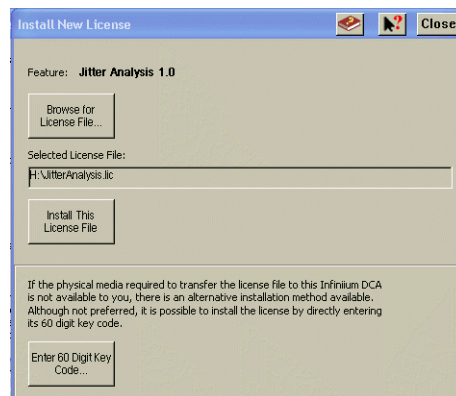 Install New License
Close
Feature: Jitter Analysis 1.0
Browse for
License File...
Selected License File:
H:\JitterAnalysis.lic
Install This
License File
If the physical media required to transfer the license file to this Infiniium DCA
is not available to you, there is an alternative installation method available.
Although not preferred, it is possible to install the license by directly entering
its 60 digit key code.
Enter 60 Digit Key
Code...